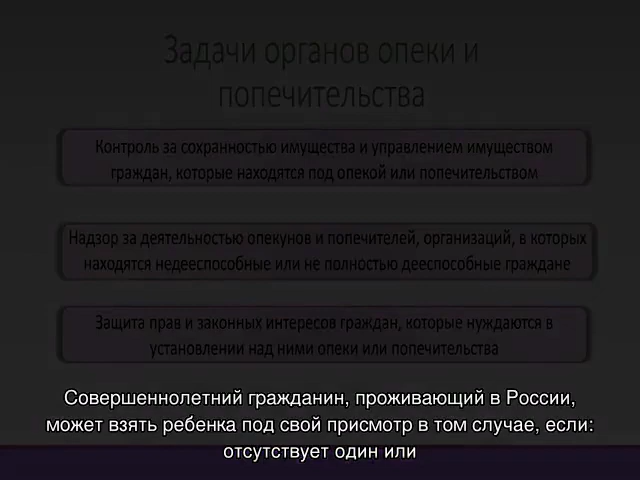 Задачи органов опеки и
попечительства
Контроль за сохранностью имущества и управлением имуществом
граждан, которые находятся под опекой или попечительством
Надзор за деятельностью опекунов и попечителей, организаций, в которых
находятся недееспособные или не полностью дееспособные граждане
Защита прав и законных интересов граждан, которые нуждаются в
установлении над ними опеки или попечительства
Совершеннолетний гражданин, проживающий в России,
может взять ребенка под свой присмотр в том случае, если:
отсутствует один или